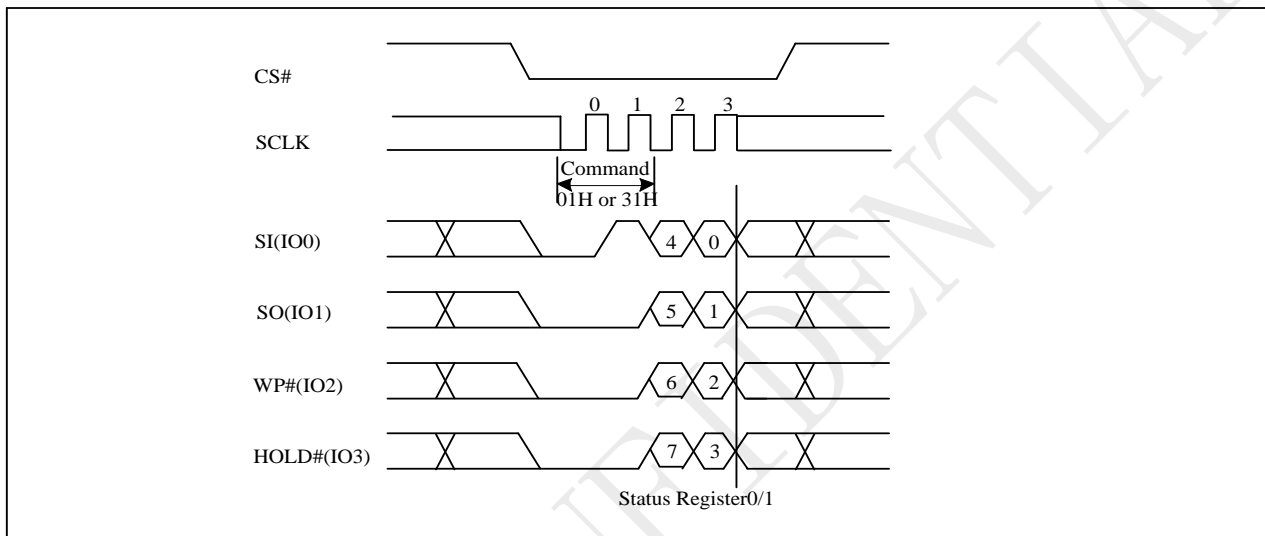 CS#
0 1 2 3
SCLK
Command
01H or 31H
SI(IO0)
4 0
SO(IO1)
5 1
WP#(IO2)
6 2
HOLD#(IO3)
7 3
Status Register0/1
FIDENTIA